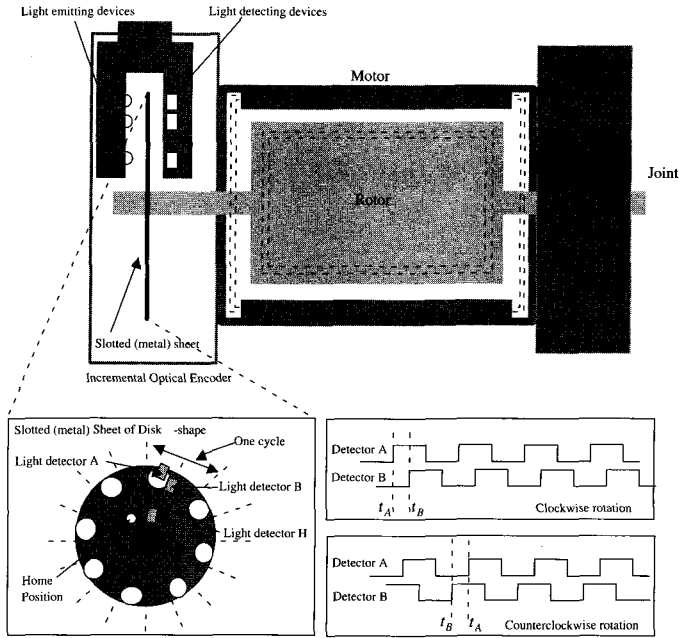 Light emitting devices
Light detecting devices
Motor
Joint
Rotor
Slotted (metal) sheet
Incremental Optical Encoder
Slotted (metal) Sheet of Disk -shape
One cycle
Light detector A
Light detector B
Light detector H
Home
Position
Detector A
Detector B
t_A t_B
Clockwise rotation
Detector A
Detector B
t_B t_A
Counterclockwise rotation